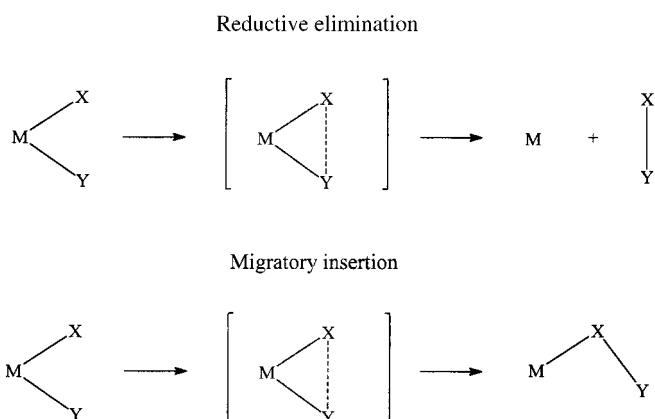 Reductive elimination
X X X
M M M +
Y Y Y
Migratory insertion
X X X
M M M
Y Y Y